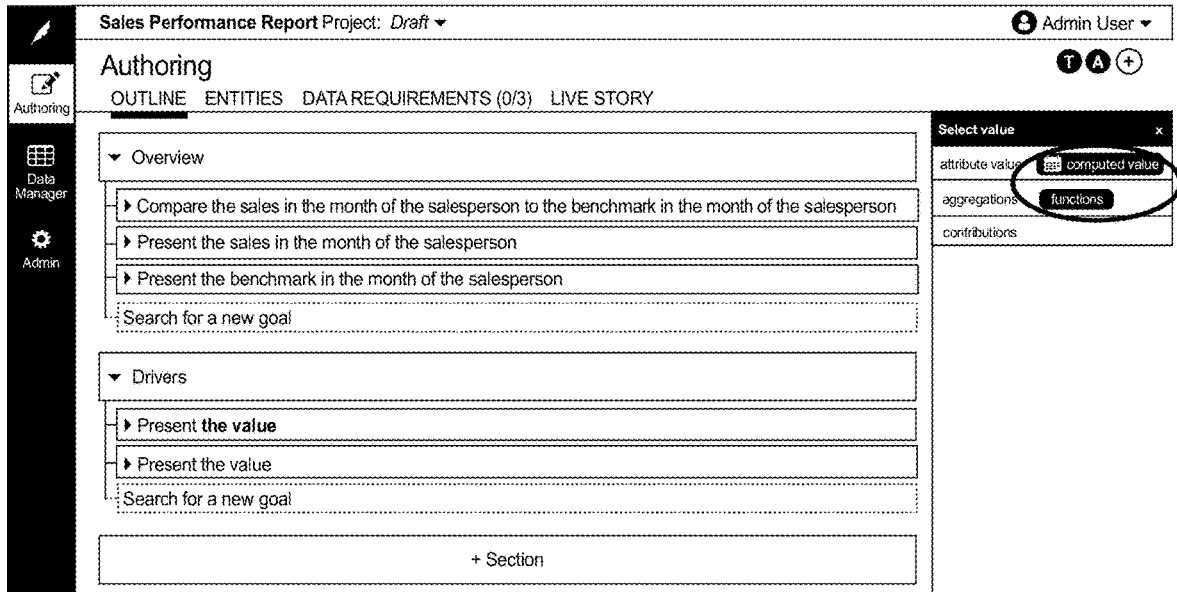 Sales Performance Report Project: Draft
Admin User
Authoring
T A +
OUTLINE ENTITIES DATA REQUIREMENTS (0/3) LIVE STORY
Authoring
Data
Manager
Admin
Overview
Compare the sales in the month of the salesperson to the benchmark in the month of the salesperson
Present the sales in the month of the salesperson
Present the benchmark in the month of the salesperson
Search for a new goal
Drivers
Present the value
Present the value
Search for a new goal
+ Section
Select value x
attribute value computed value
aggregations functions
contributions